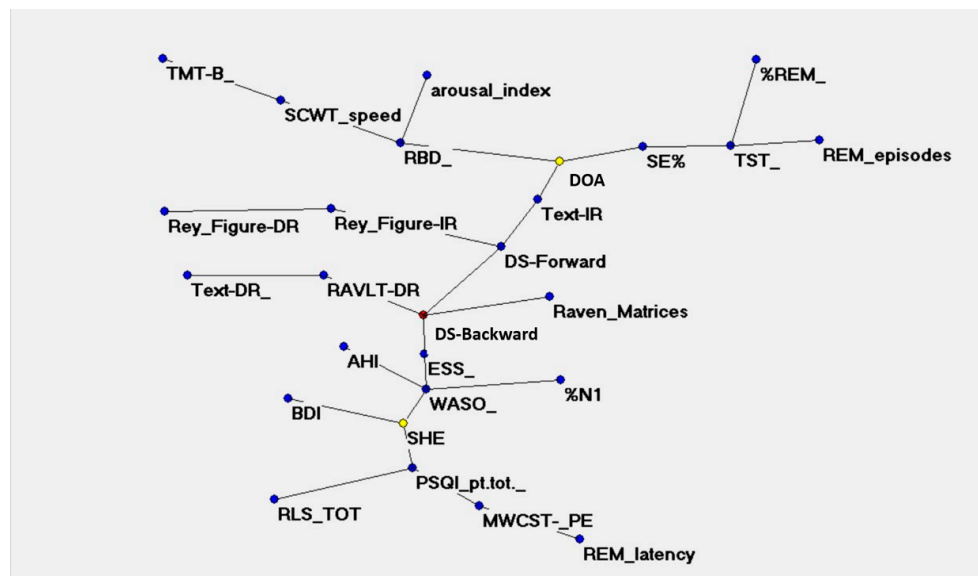 TMT-B_
%REM_
arousal_index
SCWT_speed
RBD_
SE%
TST_
REM_episodes
DOA
Text-IR
Rey_Figure-DR
Rey_Figure-IR
DS-Forward
Text-DR_
RAVLT-DR
Raven_Matrices
DS-Backward
AHI
ESS_
%N1
WASO_
BDI
SHE
PSQI_pt.tot._
RLS_TOT
MWCST-_PE
REM_latency